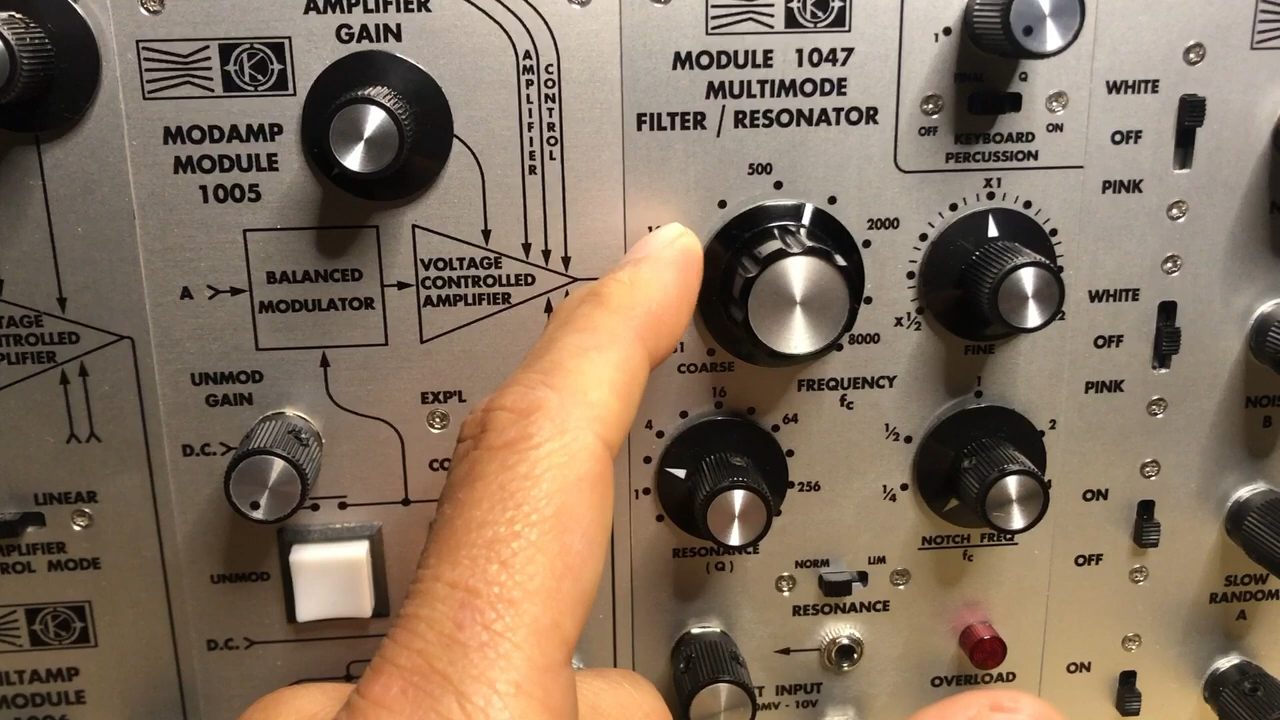 AMPLIFIER
GAIN
MODAMP
MODULE
1005
AMPLIFIER
CONTROL
A
BALANCED
MODULATOR
VOLTAGE
CONTROLLED
AMPLIFIER
UNMOD
GAIN
D.C.
EXP'L
LINEAR
UNMOD
D.C.
MODULE
MODULE 1047
MULTIMODE
FILTER / RESONATOR
500
2000
8000
COARSE
FREQUENCY
fc
X1
X½
2
FINE
1
4
16
64
256
RESONANCE
(Q)
¼
½
1
2
NOTCH FREQ
fc
NORM
LIM
RESONANCE
INPUT
OVERLOAD
1
FINAL Q
OFF
ON
KEYBOARD
PERCUSSION
WHITE
OFF
PINK
WHITE
OFF
PINK
ON
OFF
ON
B
SLOW
RANDOM
A